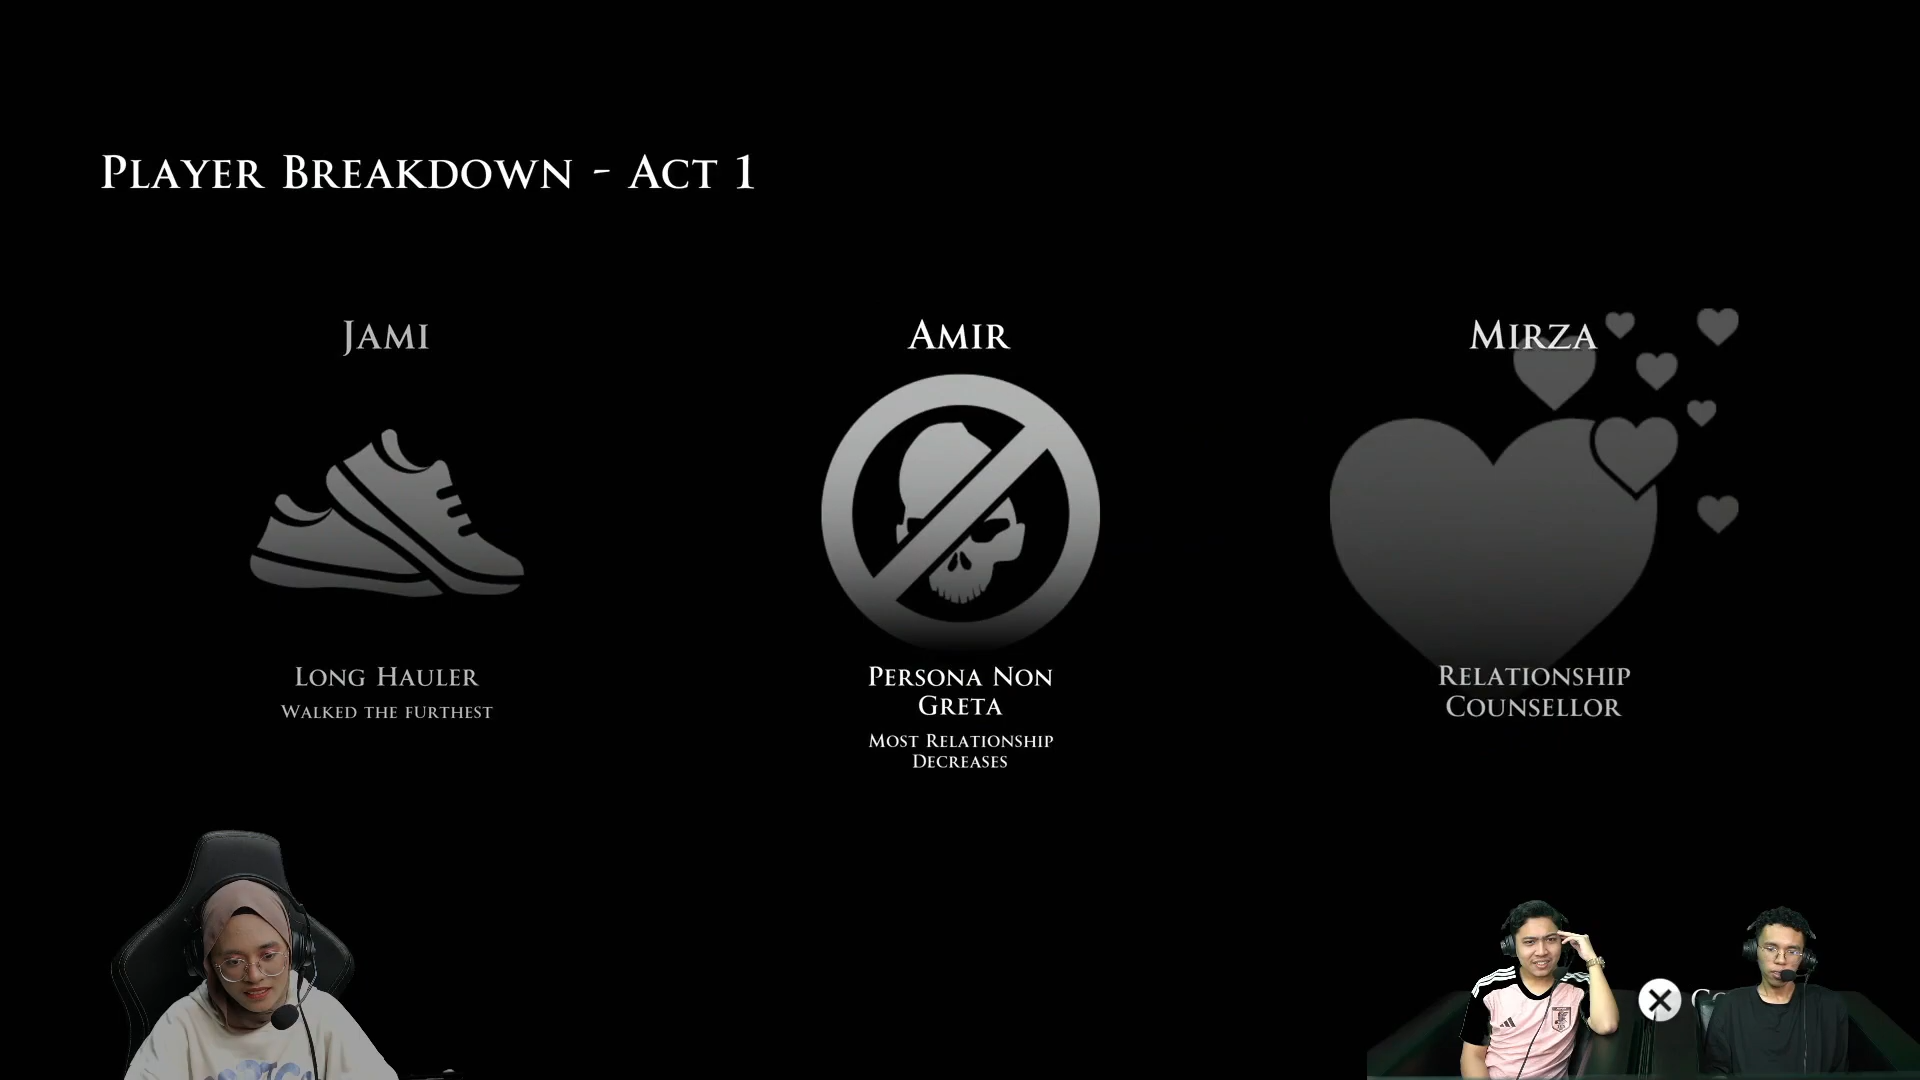 Player Breakdown - Act 1
Jami
Amir
Mirza
Long Hauler
Walked the furthest
Persona Non
Greta
Most Relationship
Decreases
Relationship
Counsellor